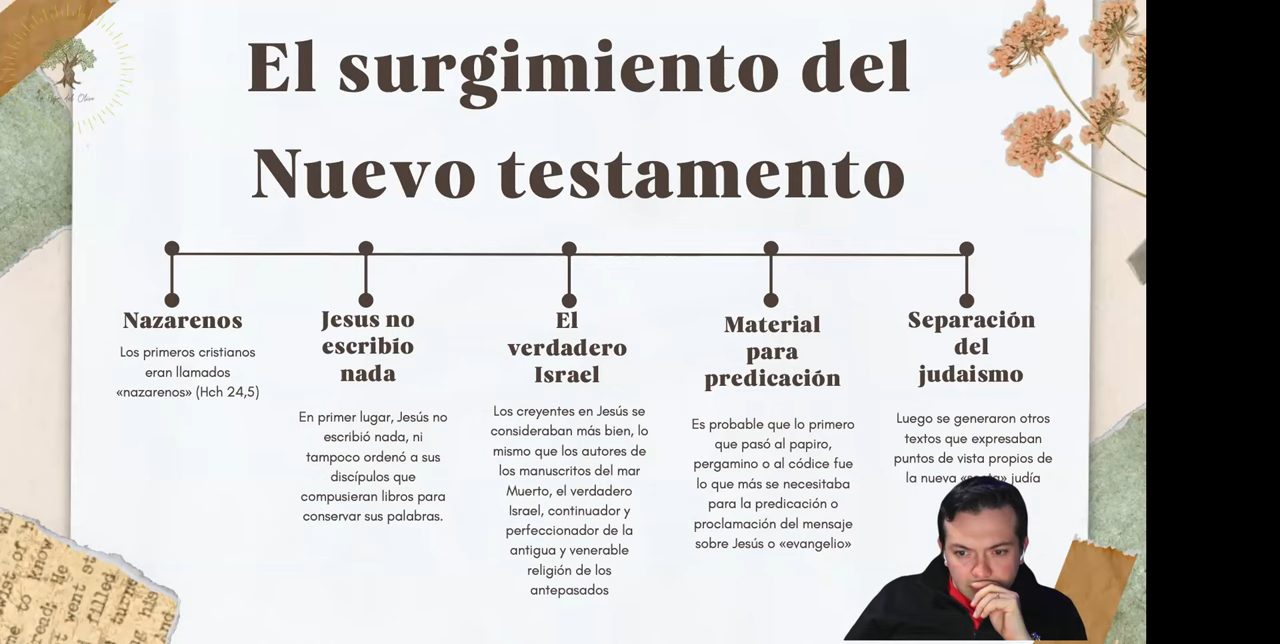 El surgimiento del
Nuevo testamento
Nazarenos
Los primeros cristianos
eran llamados
«nazarenos» (Hch 24,5)
Jesus no
escribío
nada
En primer lugar, Jesús no
escribió nada, ni
tampoco ordenó a sus
discípulos que
compusieran libros para
conservar sus palabras.
El
verdadero
Israel
Los creyentes en Jesús se
consideraban más bien, lo
mismo que los autores de
los manuscritos del mar
Muerto, el verdadero
Israel, continuador y
perfeccionador de la
antigua y venerable
religión de los
antepasados
Material
para
predicación
Es probable que lo primero
que pasó al papiro,
pergamino o al códice fue
lo que más se necesitaba
para la predicación o
proclamación del mensaje
sobre Jesús o «evangelio»
Separación
del
judaismo
Luego se generaron otros
textos que expresaban
puntos de vista propios de
la nueva judía